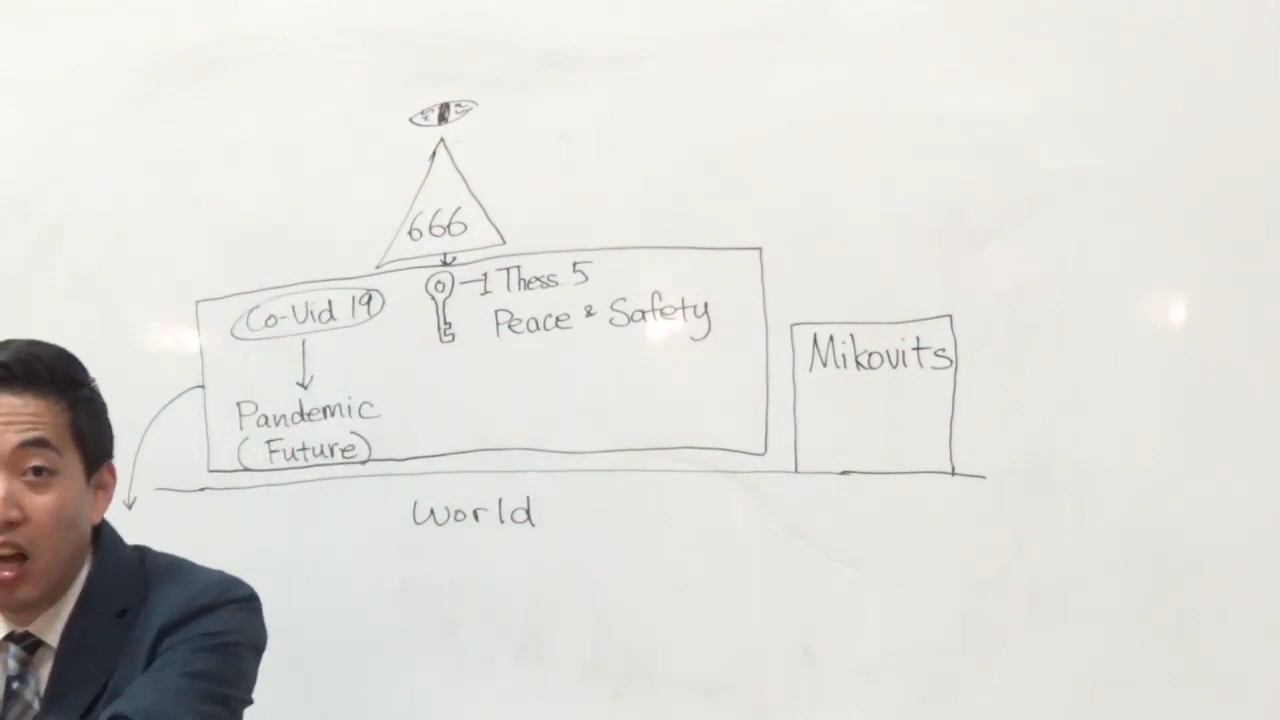 666
Co-Vid 19
1 Thess. 5
Peace & Safety
Pandemic
(Future)
Mikovits
World